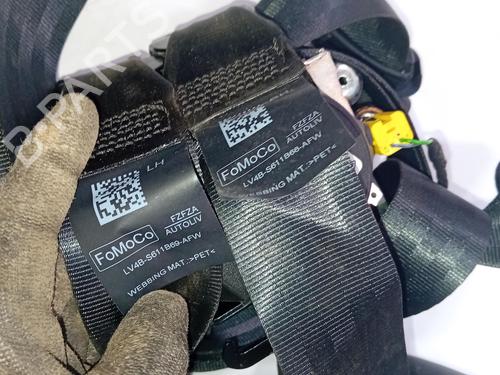 LH
FZFZA
AUTOLIV
FoMoCo
LV4B-S611B69-AFW
WEBBING MAT.:>PET<
FZFZA
AUTOLIV
FoMoCo
LV4B-S611B68-AFW
WEBBING MAT.:>PET<
B-PARTS